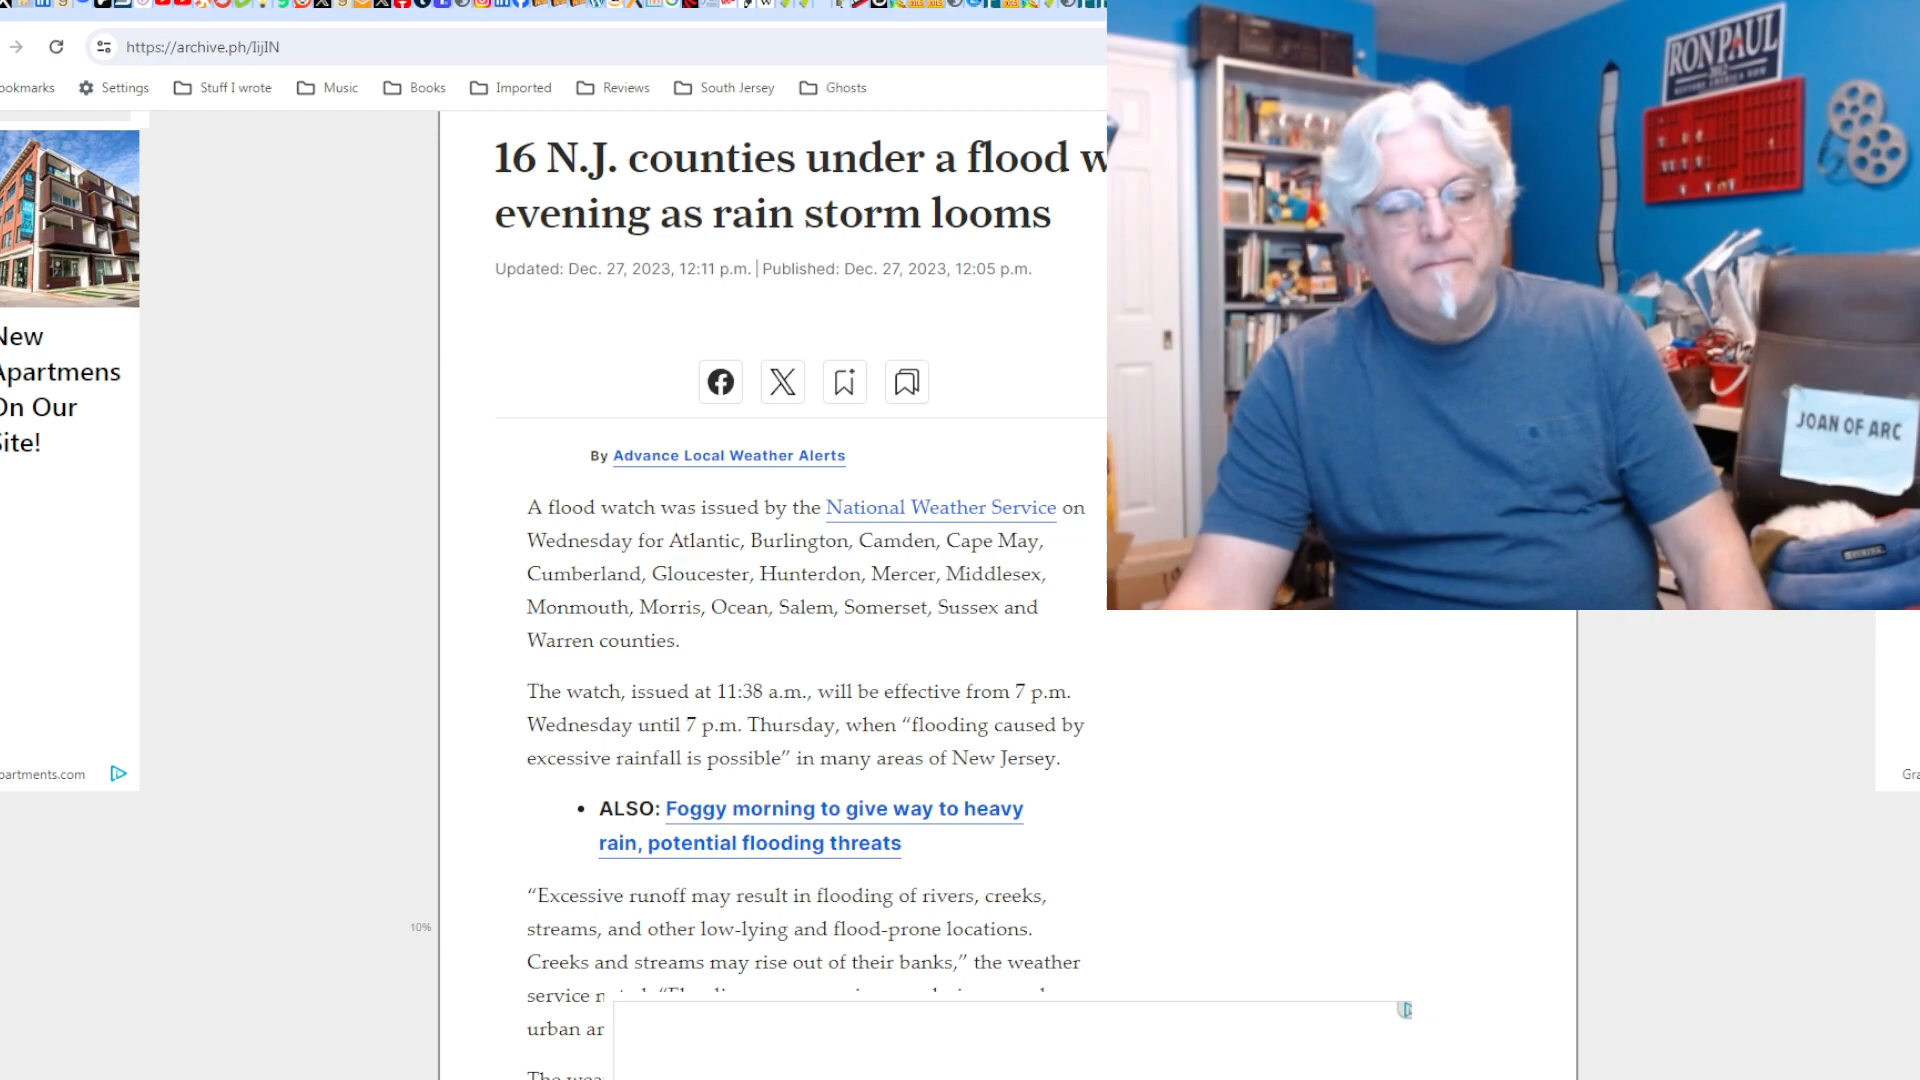 https://archive.ph/IijIN
ookmarks
Settings
Stuff I wrote
Music
Books
Imported
Reviews
South Jersey
Ghosts
16 N.J. counties under a flood w
evening as rain storm looms
Updated: Dec. 27, 2023, 12:11 p.m. | Published: Dec. 27, 2023, 12:05 p.m.
By Advance Local Weather Alerts
A flood watch was issued by the National Weather Service on
Wednesday for Atlantic, Burlington, Camden, Cape May,
Cumberland, Gloucester, Hunterdon, Mercer, Middlesex,
Monmouth, Morris, Ocean, Salem, Somerset, Sussex and
Warren counties.
The watch, issued at 11:38 a.m., will be effective from 7 p.m.
Wednesday until 7 p.m. Thursday, when “flooding caused by
excessive rainfall is possible” in many areas of New Jersey.
• ALSO: Foggy morning to give way to heavy
rain, potential flooding threats
“Excessive runoff may result in flooding of rivers, creeks,
streams, and other low-lying and flood-prone locations.
Creeks and streams may rise out of their banks,” the weather
service
urban ar
10%
New
Apartmens
On Our
Site!
partments.com
Gra
RON PAUL
2012
RESTORE AMERICA NOW
JOAN OF ARC